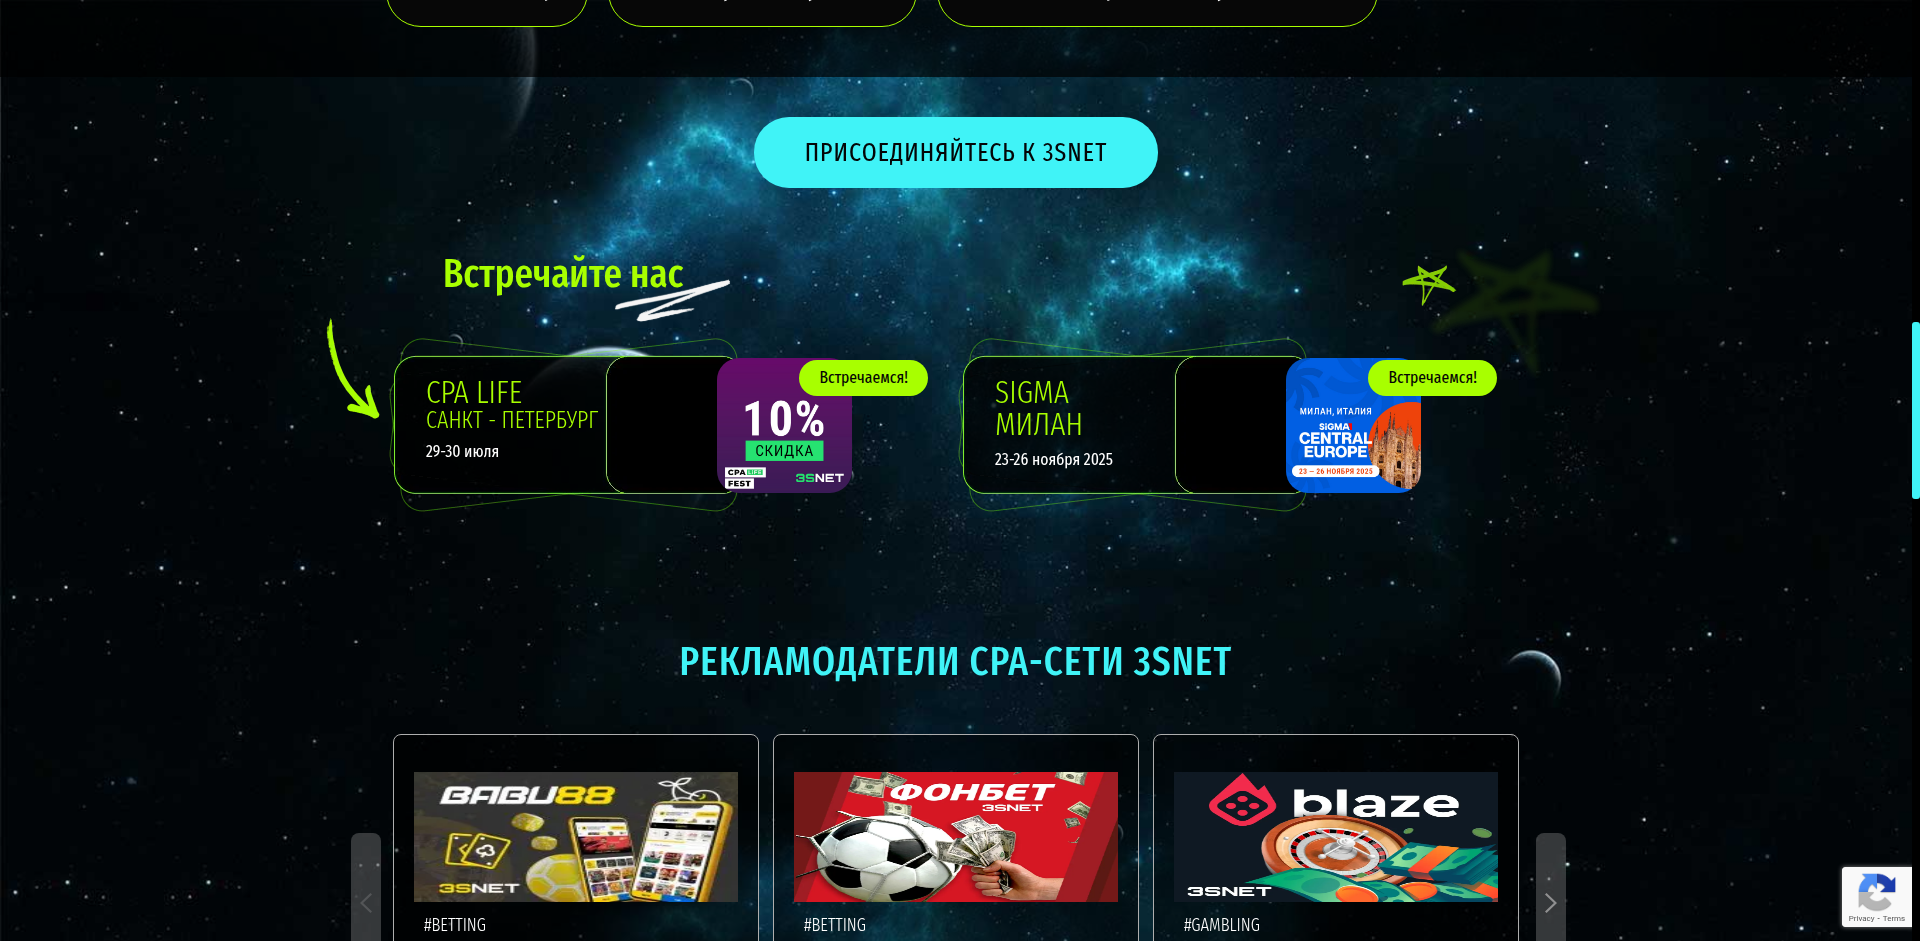 ПРИСОЕДИНЯЙТЕСЬ К 3SNET
Встречайте нас
CPA LIFE
САНКТ - ПЕТЕРБУРГ
29-30 июля
Встречаемся!
10%
СКИДКА
CPA LIFE
FEST
3SNET
SIGMA
МИЛАН
23-26 ноября 2025
Встречаемся!
МИЛАН, ИТАЛИЯ
SiGMA
CENTRAL
EUROPE
23 – 26 НОЯБРЯ 2025
РЕКЛАМОДАТЕЛИ CPA-СЕТИ 3SNET
BABU88
3SNET
#BETTING
ФОНБЕТ
3SNET
#BETTING
blaze
3SNET
#GAMBLING
Privacy - Terms